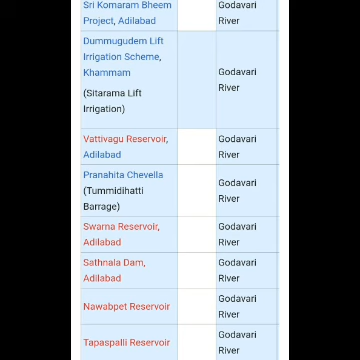 Sri Komaram Bheem
Project, Adilabad
Godavari
River
Dummugudem Lift
Irrigation Scheme,
Khammam
(Sitarama Lift
Irrigation)
Godavari
River
Vattivagu Reservoir,
Adilabad
Godavari
River
Pranahita Chevella
(Tummidihatti
Barrage)
Godavari
River
Swarna Reservoir,
Adilabad
Godavari
River
Sathnala Dam,
Adilabad
Godavari
River
Nawabpet Reservoir
Godavari
River
Tapaspalli Reservoir
Godavari
River